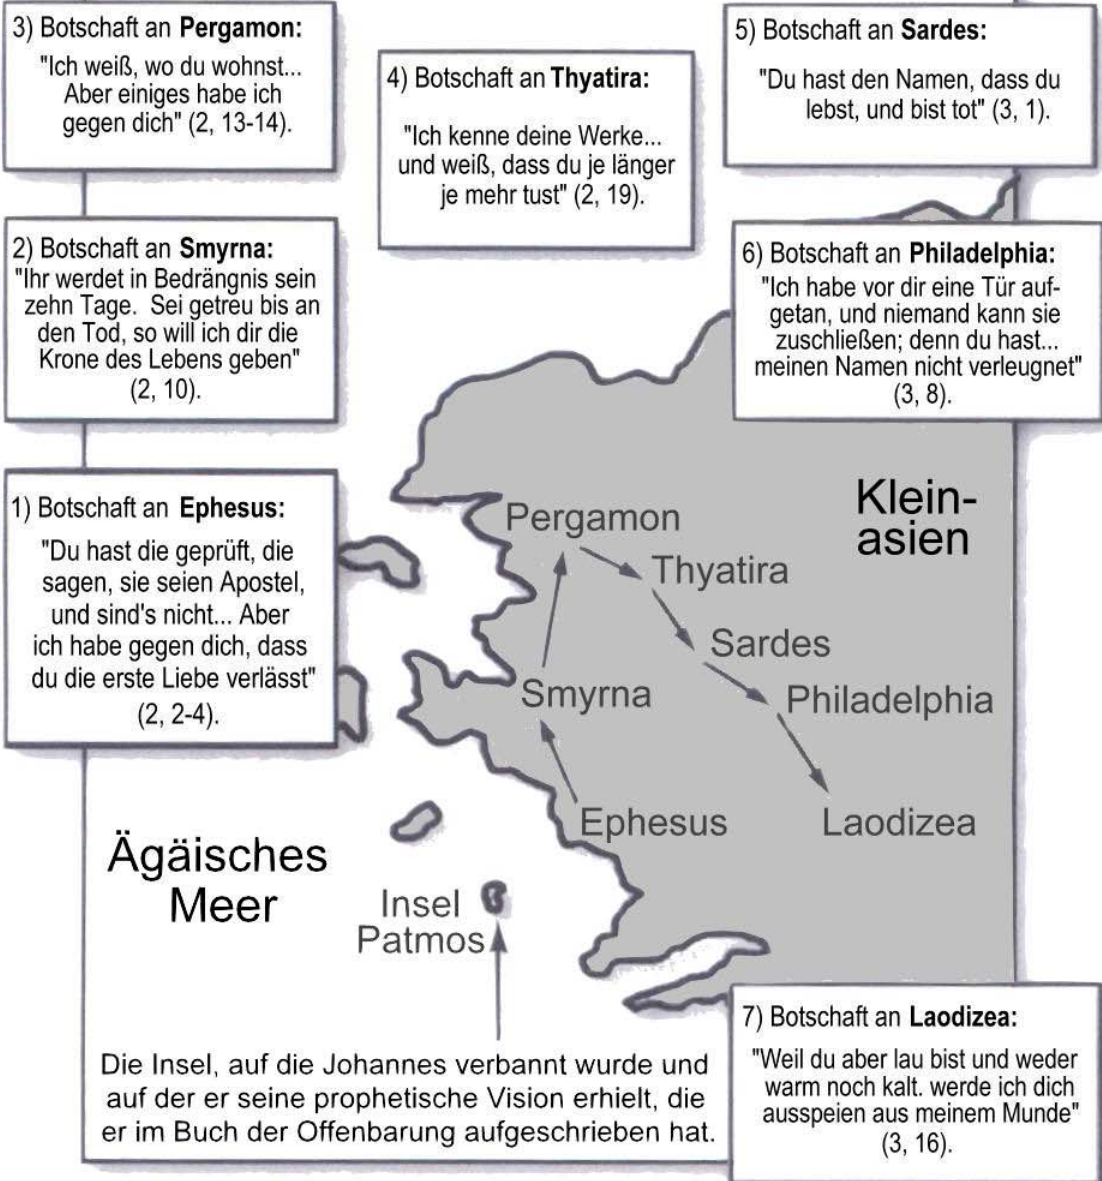 3) Botschaft an Pergamon:
"Ich weiß, wo du wohnst...
Aber einiges habe ich
gegen dich" (2, 13-14).
4) Botschaft an Thyatira:
"Ich kenne deine Werke...
und weiß, dass du je länger
je mehr tust" (2, 19).
5) Botschaft an Sardes:
"Du hast den Namen, dass du
lebst, und bist tot" (3, 1).
2) Botschaft an Smyrna:
"Ihr werdet in Bedrängnis sein
zehn Tage. Sei getreu bis an
den Tod, so will ich dir die
Krone des Lebens geben"
(2, 10).
6) Botschaft an Philadelphia:
"Ich habe vor dir eine Tür auf-
getan, und niemand kann sie
zuschließen; denn du hast...
meinen Namen nicht verleugnet"
(3, 8).
1) Botschaft an Ephesus:
"Du hast die geprüft, die
sagen, sie seien Apostel,
und sind's nicht... Aber
ich habe gegen dich, dass
du die erste Liebe verlässt"
(2, 2-4).
Klein-
asien
Pergamon
Thyatira
Sardes
Smyrna
Philadelphia
Ephesus
Laodizea
Ägäisches
Meer
Insel
Patmos
Die Insel, auf die Johannes verbannt wurde und
auf der er seine prophetische Vision erhielt, die
er im Buch der Offenbarung aufgeschrieben hat.
7) Botschaft an Laodizea:
"Weil du aber lau bist und weder
warm noch kalt. werde ich dich
ausspeien aus meinem Munde"
(3, 16).